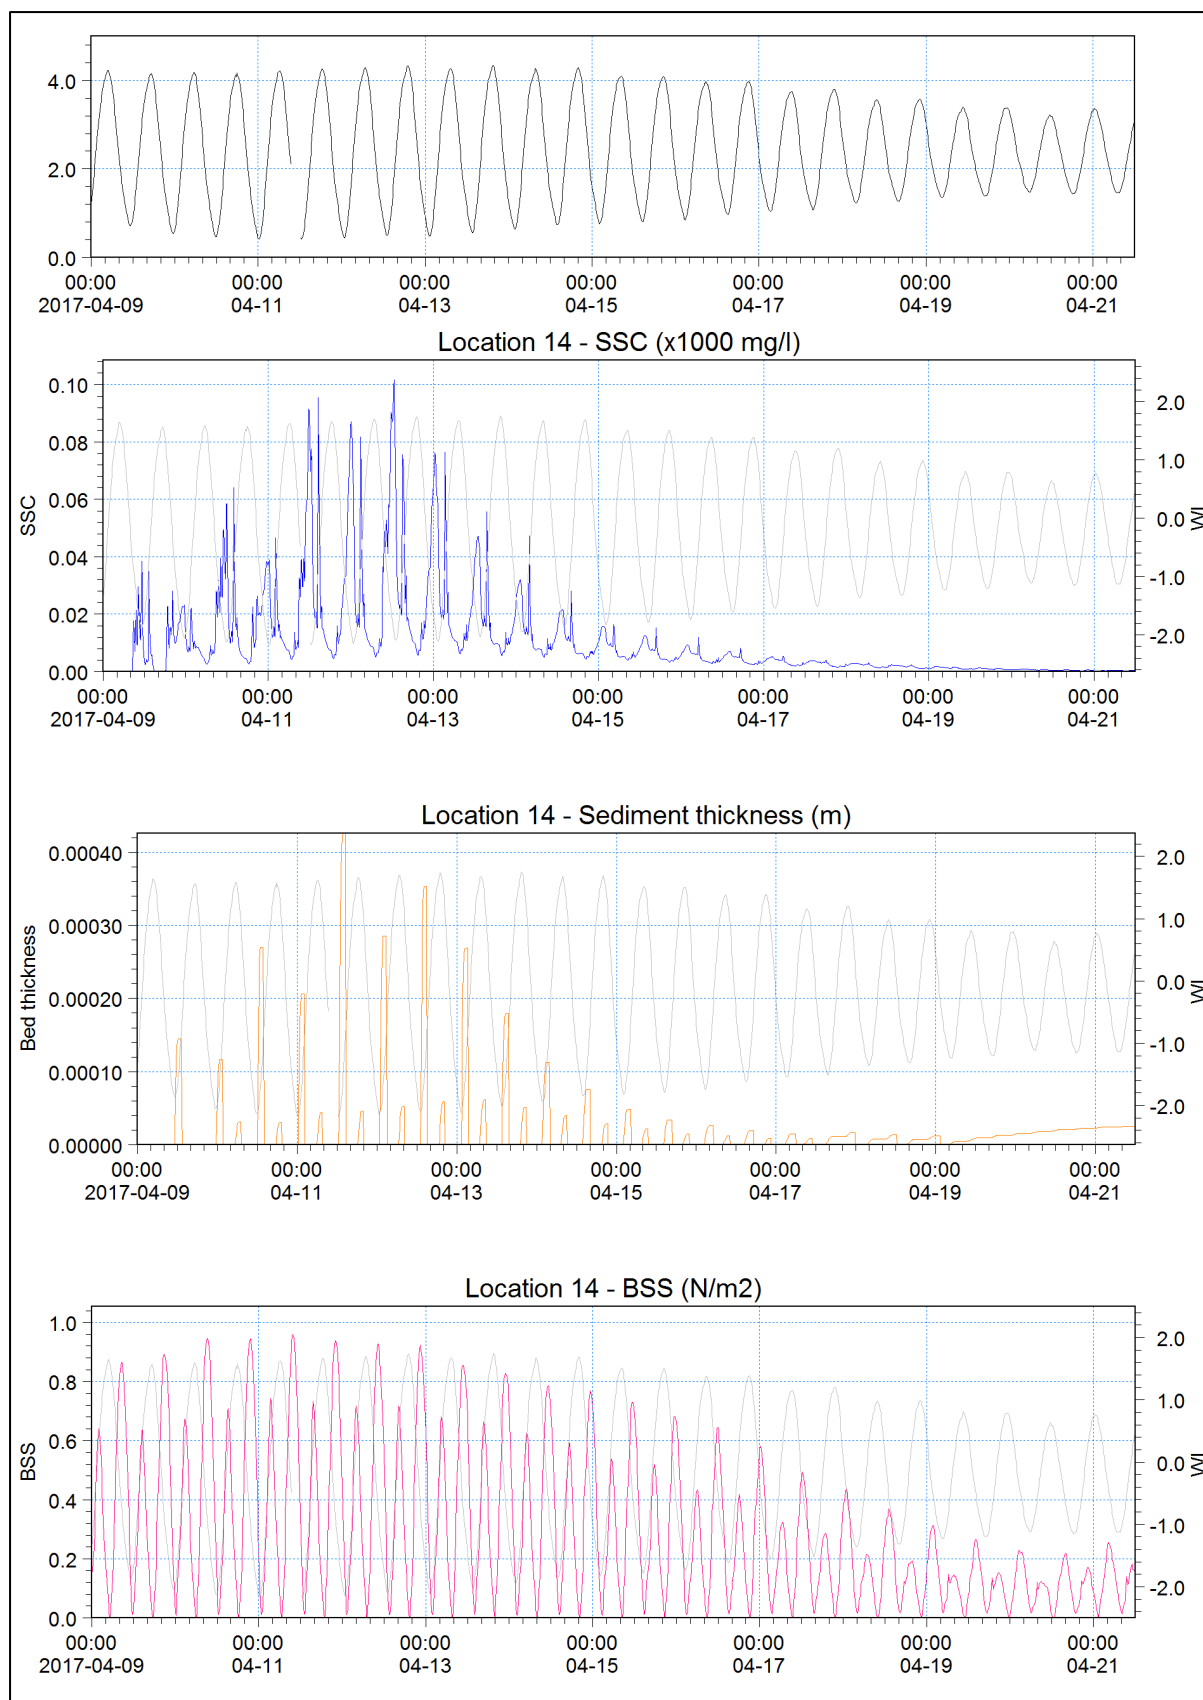 4.0
2.0
0.0
00:00 00:00 00:00 00:00 00:00 00:00 00:00
2017-04-09 04-11 04-13 04-15 04-17 04-19 04-21
Location 14 - SSC (x1000 mg/l)
0.10
0.08
0.06
0.04
0.02
0.00
SSC
2.0
1.0
0.0
-1.0
-2.0
WL
00:00 00:00 00:00 00:00 00:00 00:00 00:00
2017-04-09 04-11 04-13 04-15 04-17 04-19 04-21
Location 14 - Sediment thickness (m)
0.00040
0.00030
0.00020
0.00010
0.00000
Bed thickness
2.0
1.0
0.0
-1.0
-2.0
WL
00:00 00:00 00:00 00:00 00:00 00:00 00:00
2017-04-09 04-11 04-13 04-15 04-17 04-19 04-21
Location 14 - BSS (N/m2)
1.0
0.8
0.6
0.4
0.2
0.0
BSS
2.0
1.0
0.0
-1.0
-2.0
WL
00:00 00:00 00:00 00:00 00:00 00:00 00:00
2017-04-09 04-11 04-13 04-15 04-17 04-19 04-21